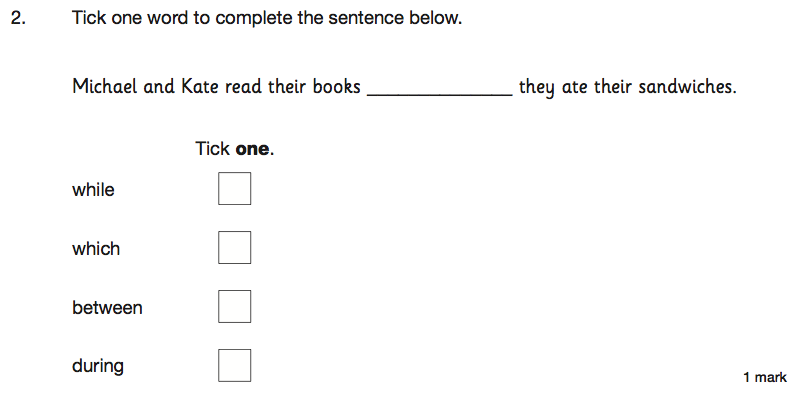 2. Tick one word to complete the sentence below.
Michael and Kate read their books ______________ they ate their sandwiches.
Tick one.
while
which
between
during
1 mark